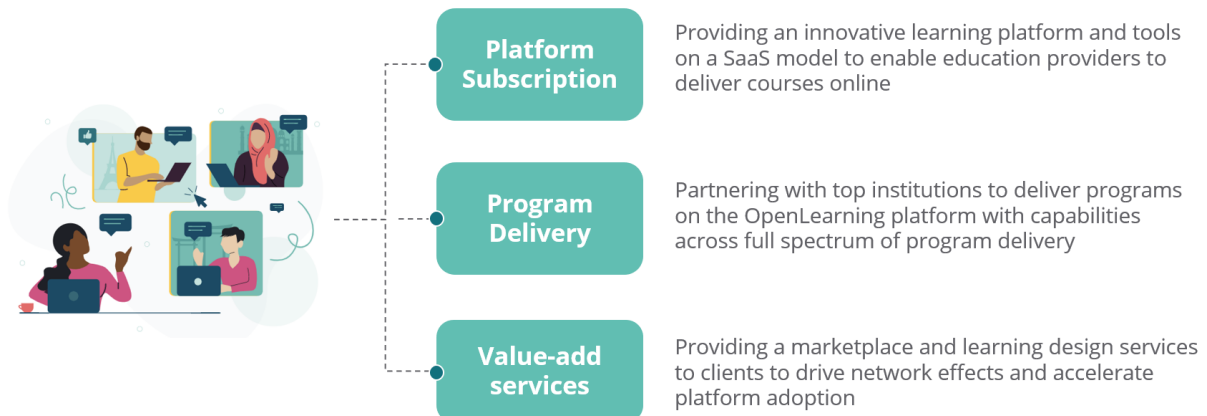 Platform
Subscription
Providing an innovative learning platform and tools
on a SaaS model to enable education providers to
deliver courses online
Program
Delivery
Partnering with top institutions to deliver programs
on the OpenLearning platform with capabilities
across full spectrum of program delivery
Value-add
services
Providing a marketplace and learning design services
to clients to drive network effects and accelerate
platform adoption